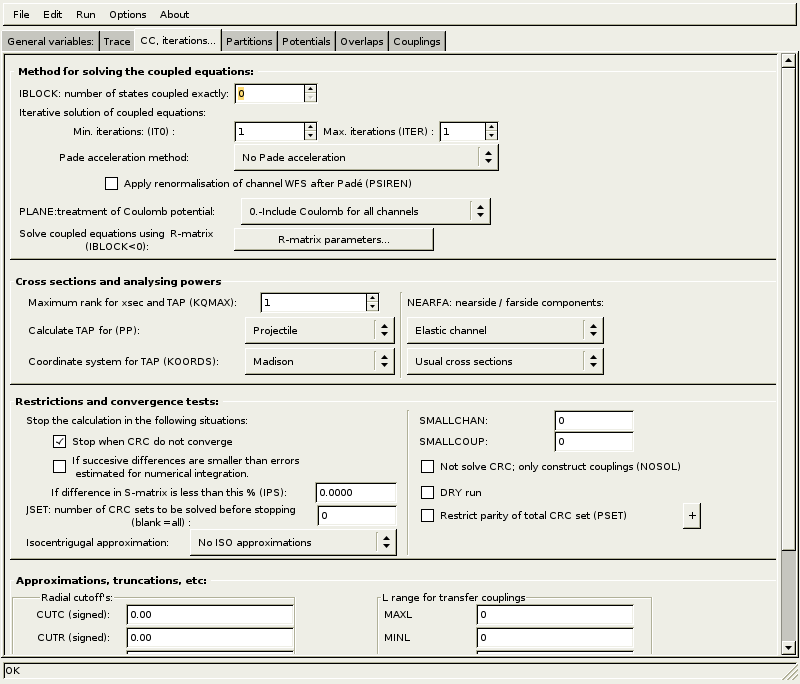 File Edit Run Options About
General variables: Trace CC, iterations... Partitions Potentials Overlaps Couplings
Method for solving the coupled equations:
IBLOCK: number of states coupled exactly: 0
Iterative solution of coupled equations:
Min. iterations: (IT0) : 1 Max. iterations (ITER) : 1
Pade acceleration method: No Pade acceleration
Apply renormalisation of channel WFS after Padé (PSIREN)
PLANE:treatment of Coulomb potential: 0.-Include Coulomb for all channels
Solve coupled equations using R-matrix
(IBLOCK<0): R-matrix parameters...
Cross sections and analysing powers
Maximum rank for xsec and TAP (KQMAX): 1 NEARFA: nearside / farside components:
Calculate TAP for (PP): Projectile Elastic channel
Coordinate system for TAP (KOORDS): Madison Usual cross sections
Restrictions and convergence tests:
Stop the calculation in the following situations:
Stop when CRC do not converge
If succesive differences are smaller than errors
estimated for numerical integration.
If difference in S-matrix is less than this % (IPS): 0.0000
JSET: number of CRC sets to be solved before stopping
(blank =all) : 0
Isocentrigugal approximation: No ISO approximations
SMALLCHAN: 0
SMALLCOUP: 0
Not solve CRC; only construct couplings (NOSOL)
DRY run
Restrict parity of total CRC set (PSET) +
Approximations, truncations, etc:
Radial cutoff's:
CUTC (signed): 0.00
CUTR (signed): 0.00
L range for transfer couplings
MAXL 0
MINL 0
OK